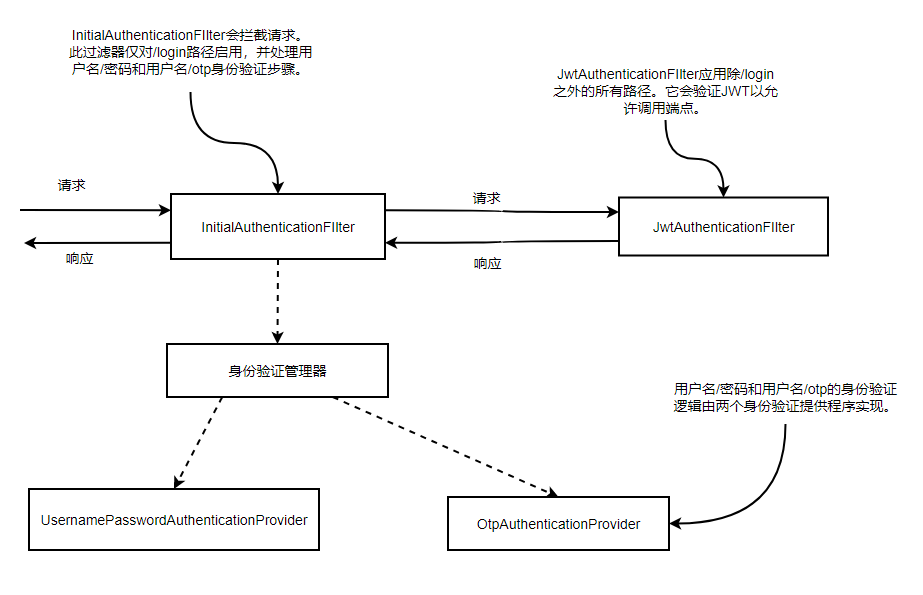 InitialAuthenticationFIlter会拦截请求。
此过滤器仅对/login路径启用，并处理用
户名/密码和用户名/otp身份验证步骤。
JwtAuthenticationFIlter应用除/login
之外的所有路径。它会验证JWT以允
许调用端点。
请求
请求
InitialAuthenticationFIlter
JwtAuthenticationFIlter
响应
响应
身份验证管理器
用户名/密码和用户名/otp的身份验证
逻辑由两个身份验证提供程序实现。
UsernamePasswordAuthenticationProvider
OtpAuthenticationProvider